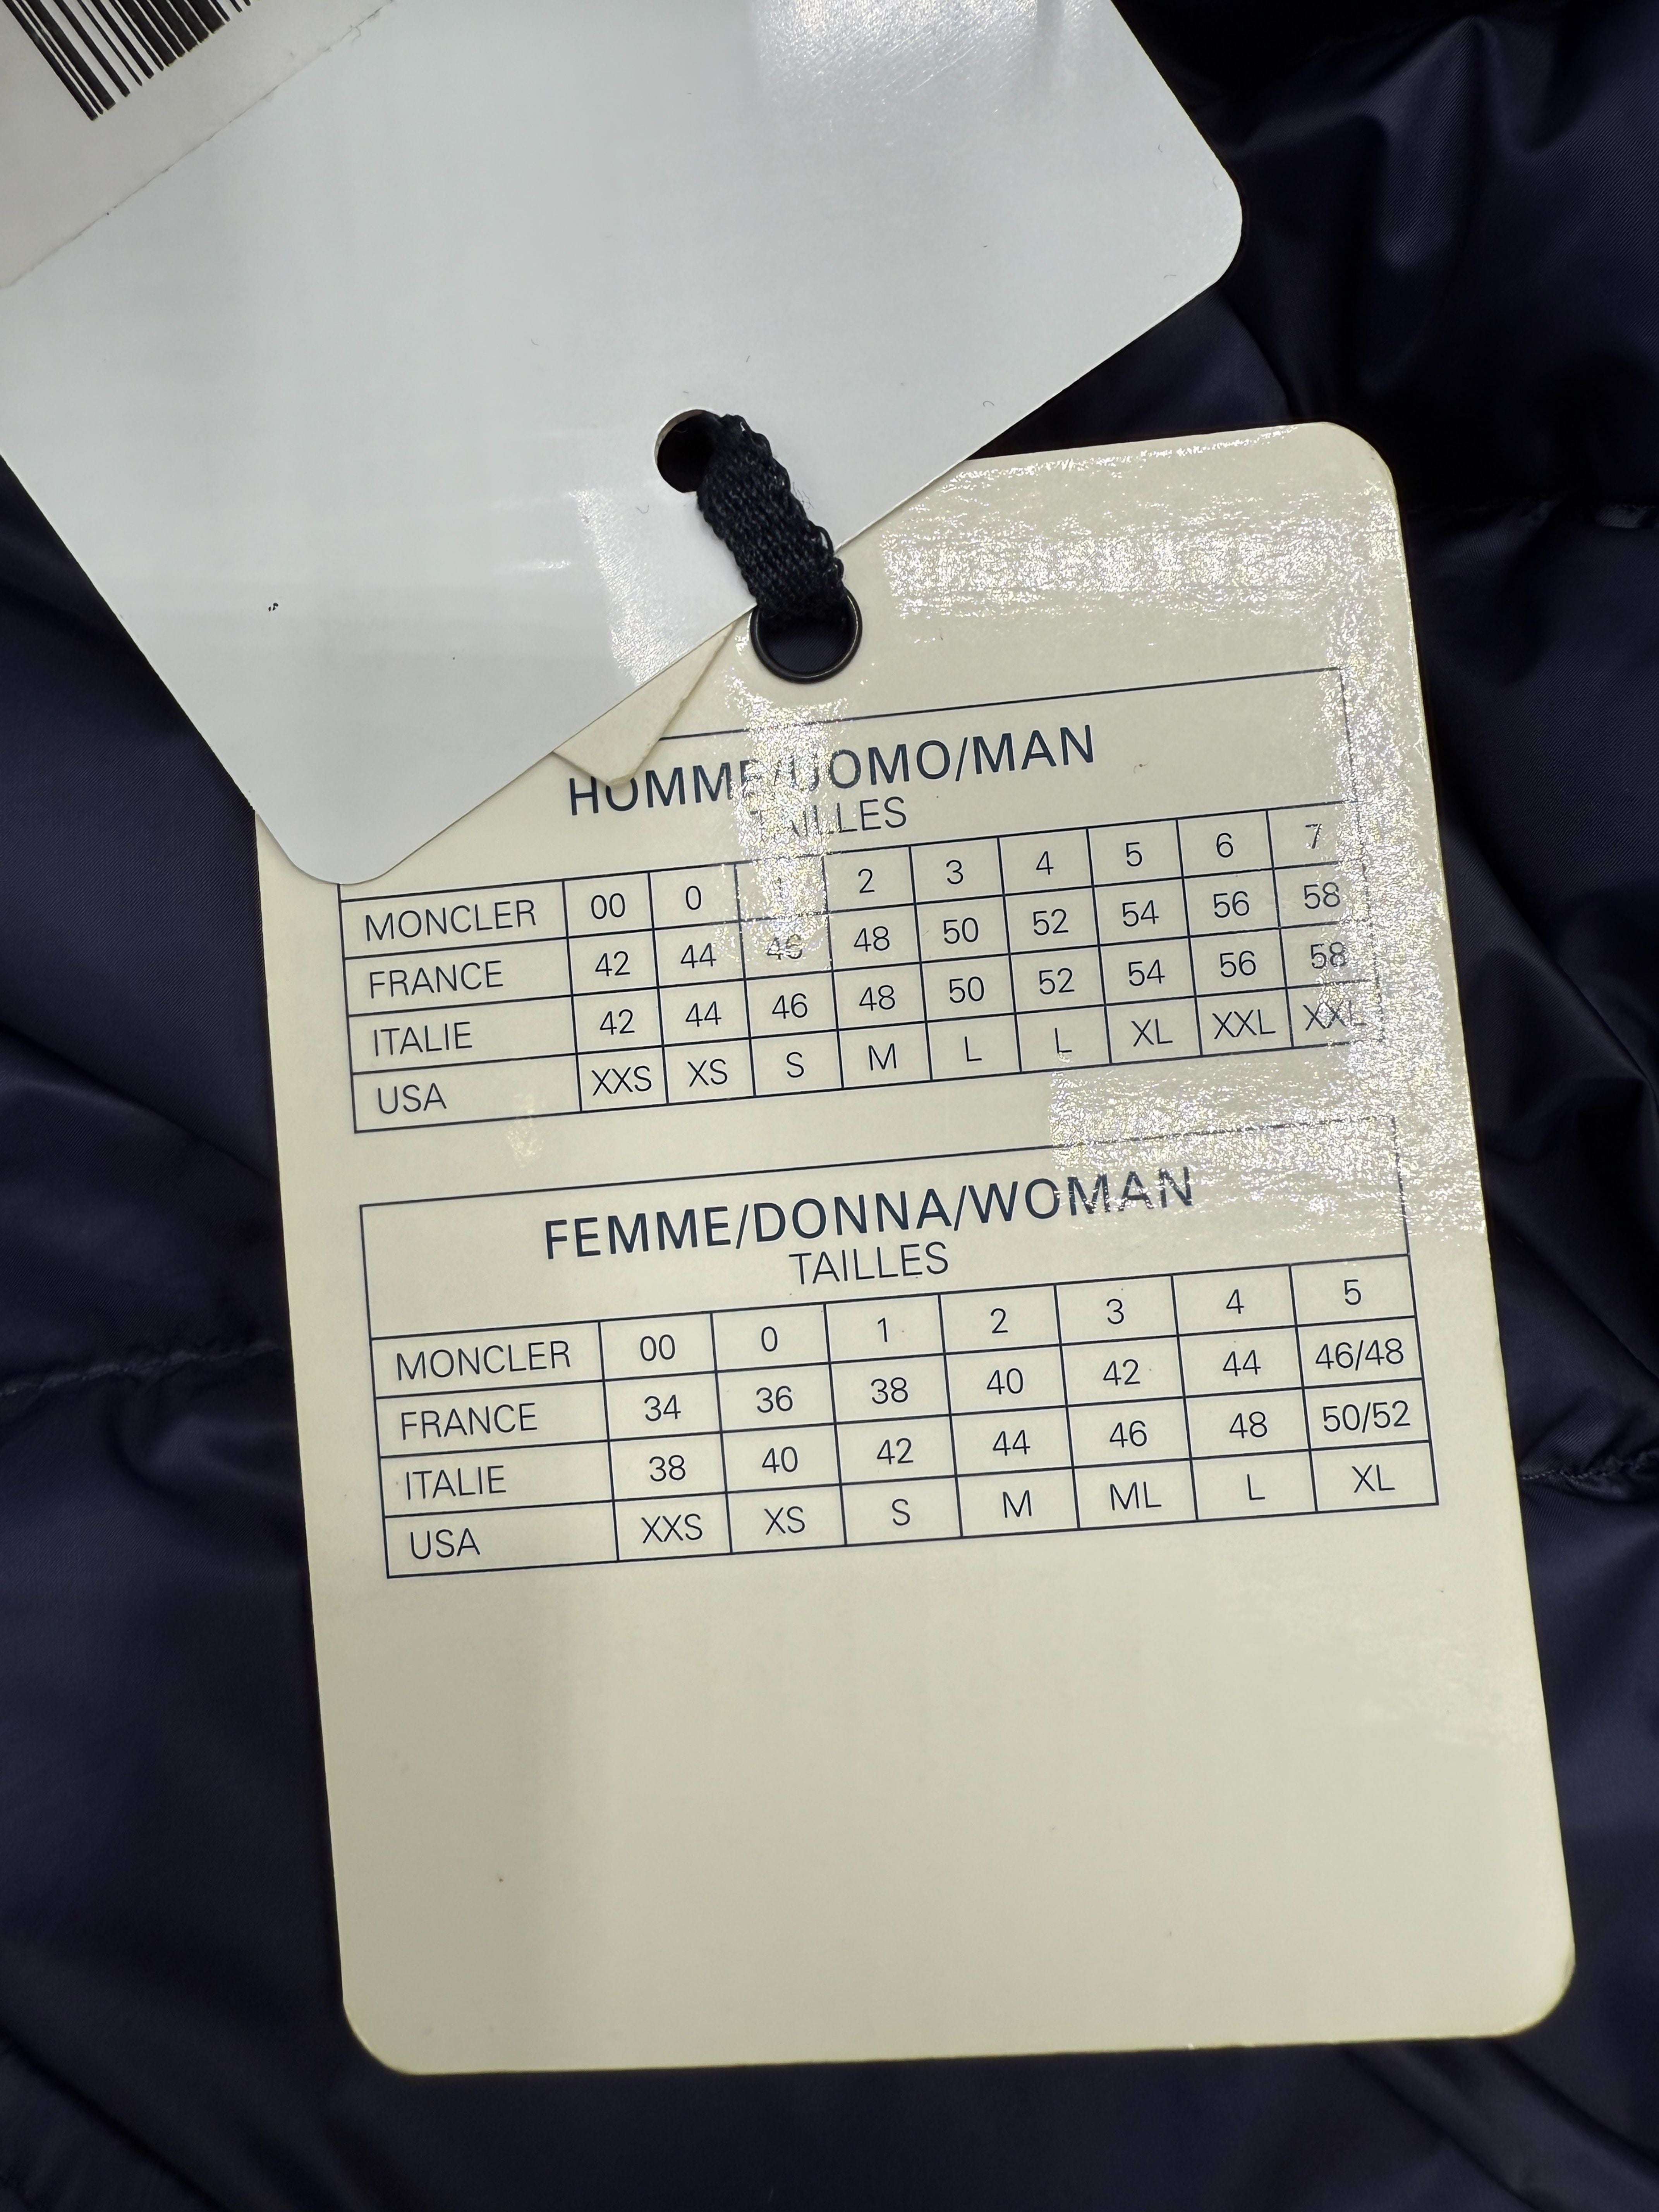 HOMME/UOMO/MAN
TAILLES
MONCLER 00 0 1 2 3 4 5 6 7
FRANCE 42 44 46 48 50 52 54 56 58
ITALIE 42 44 46 48 50 52 54 56 58
USA XXS XS S M L L XL XXL XXL
FEMME/DONNA/WOMAN
TAILLES
MONCLER 00 0 1 2 3 4 5
FRANCE 34 36 38 40 42 44 46/48
ITALIE 38 40 42 44 46 48 50/52
USA XXS XS S M ML L XL